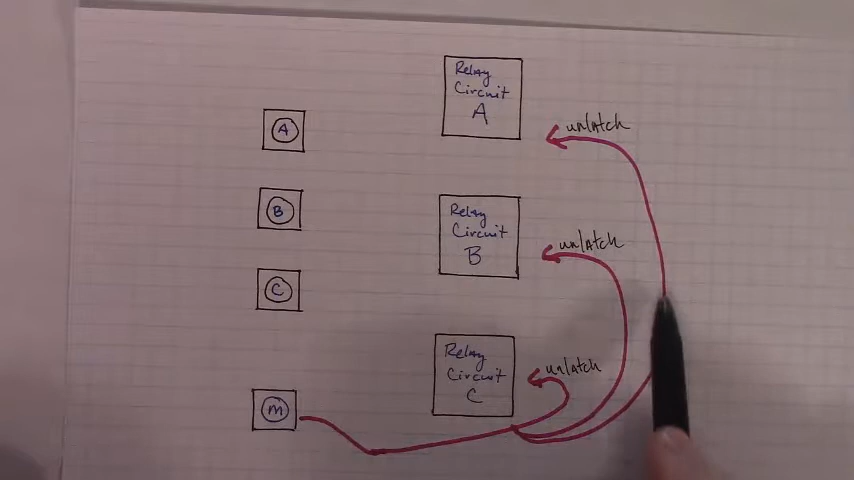 Relay
Circuit
A
unlatch
A
B
Relay
Circuit
B
unlatch
C
Relay
Circuit
C
unlatch
M